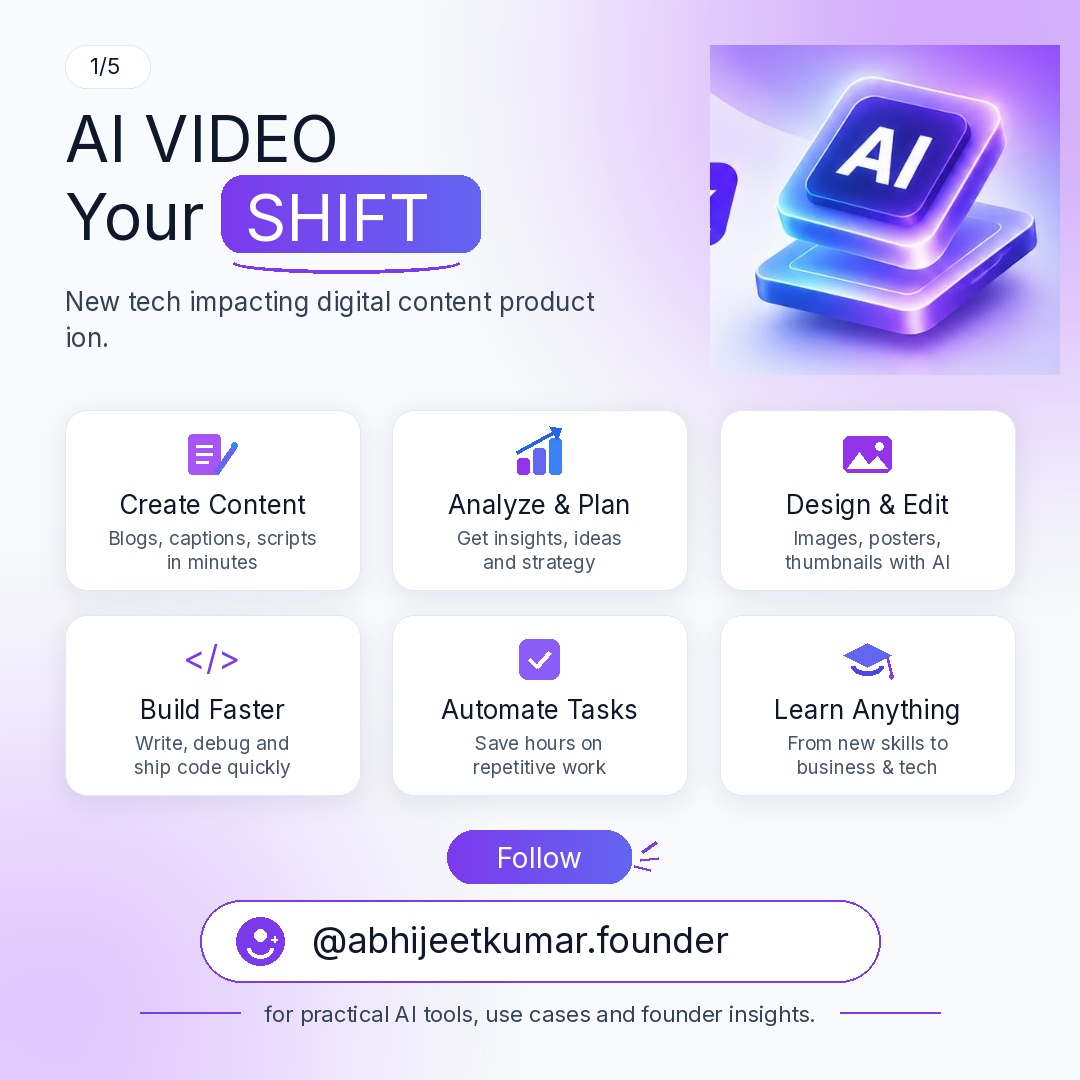 1/5
AI VIDEO
Your SHIFT
New tech impacting digital content product
ion.
AI
Create Content
Blogs, captions, scripts
in minutes
Analyze & Plan
Get insights, ideas
and strategy
Design & Edit
Images, posters,
thumbnails with AI
</>
Build Faster
Write, debug and
ship code quickly
Automate Tasks
Save hours on
repetitive work
Learn Anything
From new skills to
business & tech
Follow
@abhijeetkumar.founder
for practical AI tools, use cases and founder insights.